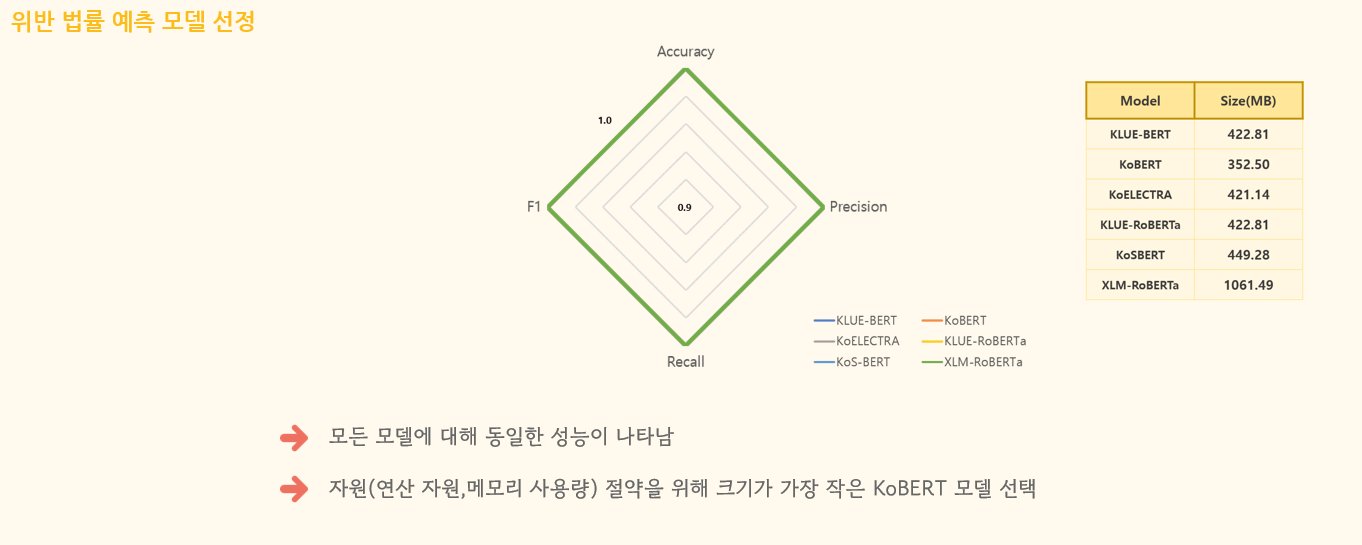 위반 법률 예측 모델 선정
Accuracy
1.0
F1
0.9
Precision
Recall
KLUE-BERT KoBERT
KoELECTRA KLUE-RoBERTa
KoS-BERT XLM-RoBERTa
Model Size(MB)
KLUE-BERT 422.81
KoBERT 352.50
KoELECTRA 421.14
KLUE-RoBERTa 422.81
KoSBERT 449.28
XLM-RoBERTa 1061.49
모든 모델에 대해 동일한 성능이 나타남
자원(연산 자원,메모리 사용량) 절약을 위해 크기가 가장 작은 KoBERT 모델 선택